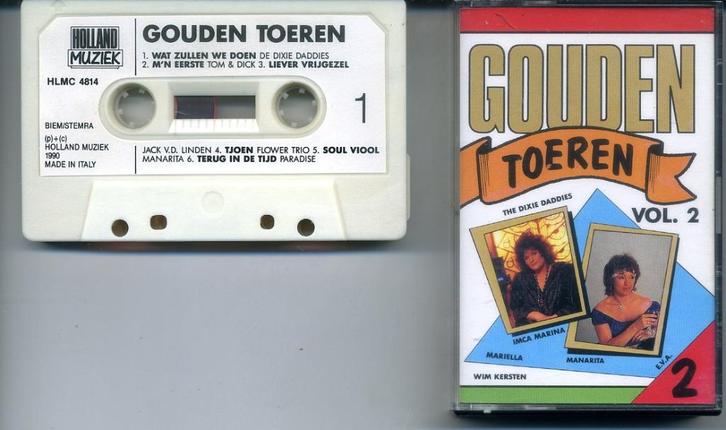 HOLLAND
MUZIEK
GOUDEN TOEREN
1. WAT ZULLEN WE DOEN DE DIXIE DADDIES
2. M'N EERSTE TOM & DICK 3. LIEVER VRIJGEZEL
HLMC 4814
1
BIEM/STEMRA
(p)+(c)
HOLLAND MUZIEK
1990
MADE IN ITALY
JACK V.D. LINDEN 4. TJOEN FLOWER TRIO 5. SOUL VIOOL
MANARITA 6. TERUG IN DE TIJD PARADISE
GOUDEN
TOEREN
VOL. 2
THE DIXIE DADDIES
IMCA MARINA
MARIELLA
MANARITA
E.V.A.
WIM KERSTEN
2